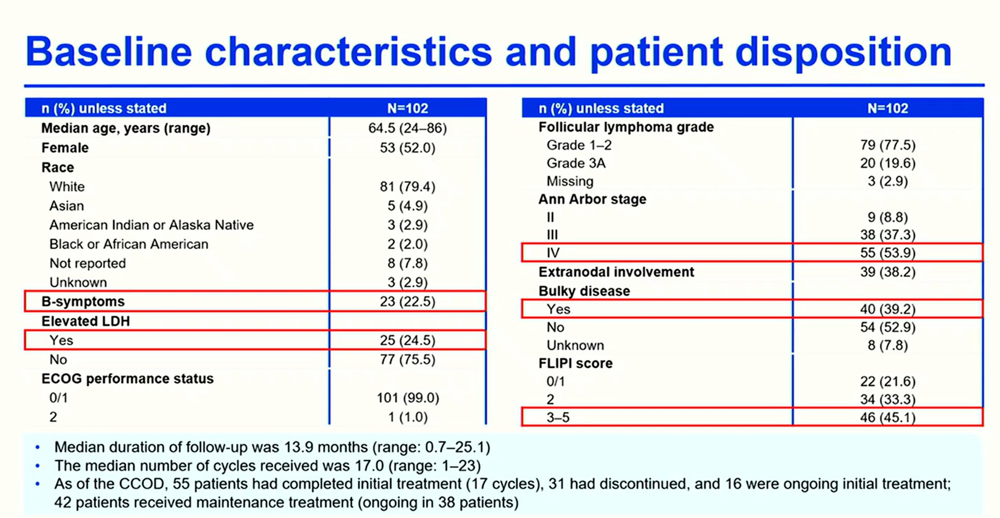 Baseline characteristics and patient disposition
n (%) unless stated N=102
Median age, years (range) 64.5 (24–86)
Female 53 (52.0)
Race
White 81 (79.4)
Asian 5 (4.9)
American Indian or Alaska Native 3 (2.9)
Black or African American 2 (2.0)
Not reported 8 (7.8)
Unknown 3 (2.9)
B-symptoms 23 (22.5)
Elevated LDH
Yes 25 (24.5)
No 77 (75.5)
ECOG performance status
0/1 101 (99.0)
2 1 (1.0)
n (%) unless stated N=102
Follicular lymphoma grade
Grade 1–2 79 (77.5)
Grade 3A 20 (19.6)
Missing 3 (2.9)
Ann Arbor stage
II 9 (8.8)
III 38 (37.3)
IV 55 (53.9)
Extranodal involvement 39 (38.2)
Bulky disease
Yes 40 (39.2)
No 54 (52.9)
Unknown 8 (7.8)
FLIPI score
0/1 22 (21.6)
2 34 (33.3)
3–5 46 (45.1)
• Median duration of follow-up was 13.9 months (range: 0.7–25.1)
• The median number of cycles received was 17.0 (range: 1–23)
• As of the CCOD, 55 patients had completed initial treatment (17 cycles), 31 had discontinued, and 16 were ongoing initial treatment;
42 patients received maintenance treatment (ongoing in 38 patients)